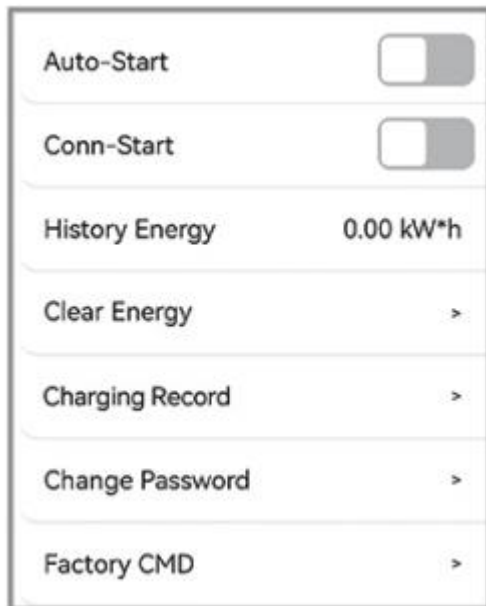 Auto-Start
Conn-Start
History Energy 0.00 kW*h
Clear Energy >
Charging Record >
Change Password >
Factory CMD >